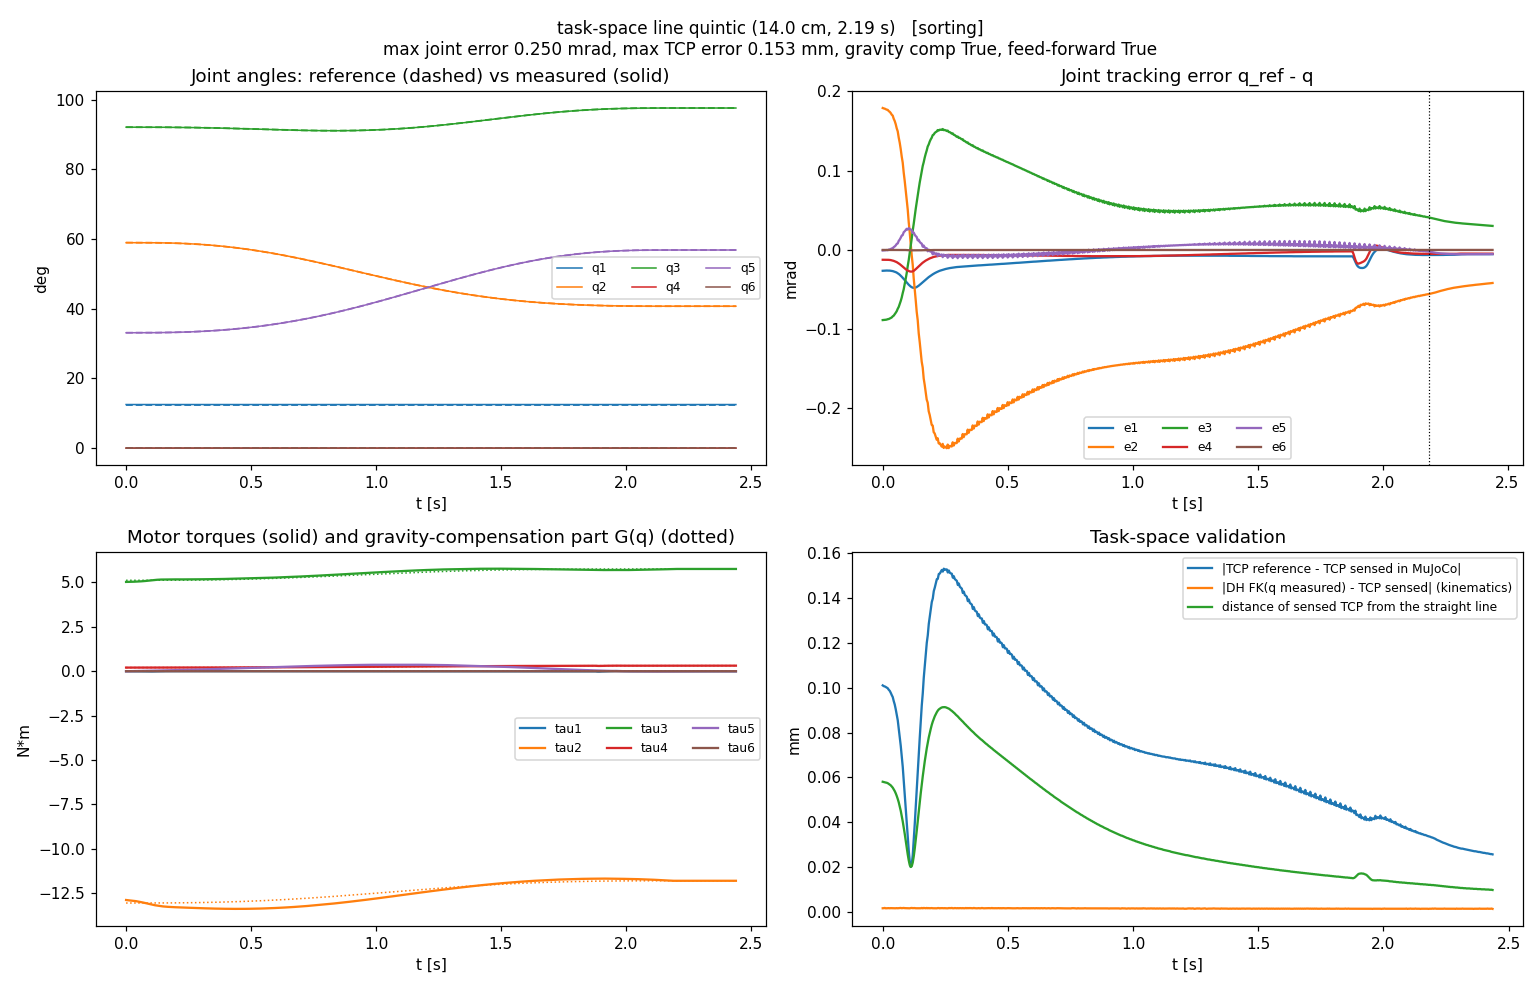 task-space line quintic (14.0 cm, 2.19 s)   [sorting]
max joint error 0.250 mrad, max TCP error 0.153 mm, gravity comp True, feed-forward True
Joint angles: reference (dashed) vs measured (solid)
100
80
60
40
20
0
deg
q1 q3 q5
q2 q4 q6
0.0 0.5 1.0 1.5 2.0 2.5
t [s]
Joint tracking error q_ref - q
0.2
0.1
0.0
−0.1
−0.2
mrad
e1 e3 e5
e2 e4 e6
0.0 0.5 1.0 1.5 2.0 2.5
t [s]
Motor torques (solid) and gravity-compensation part G(q) (dotted)
5.0
2.5
0.0
−2.5
−5.0
−7.5
−10.0
−12.5
N*m
tau1 tau3 tau5
tau2 tau4 tau6
0.0 0.5 1.0 1.5 2.0 2.5
t [s]
Task-space validation
0.16
0.14
0.12
0.10
0.08
0.06
0.04
0.02
0.00
mm
|TCP reference - TCP sensed in MuJoCo|
|DH FK(q measured) - TCP sensed| (kinematics)
distance of sensed TCP from the straight line
0.0 0.5 1.0 1.5 2.0 2.5
t [s]